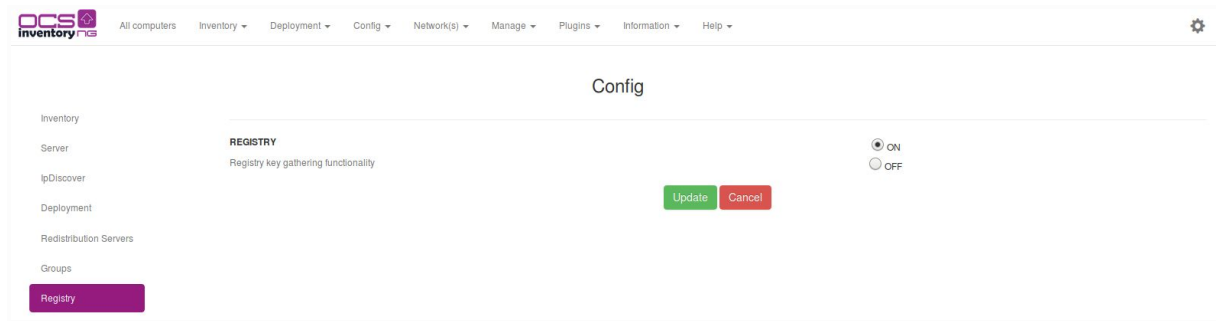 OCS inventory NG
All computers Inventory Deployment Config Network(s) Manage Plugins Information Help
Config
Inventory
Server
IpDiscover
Deployment
Redistribution Servers
Groups
Registry
REGISTRY
Registry key gathering functionality
ON
OFF
Update Cancel